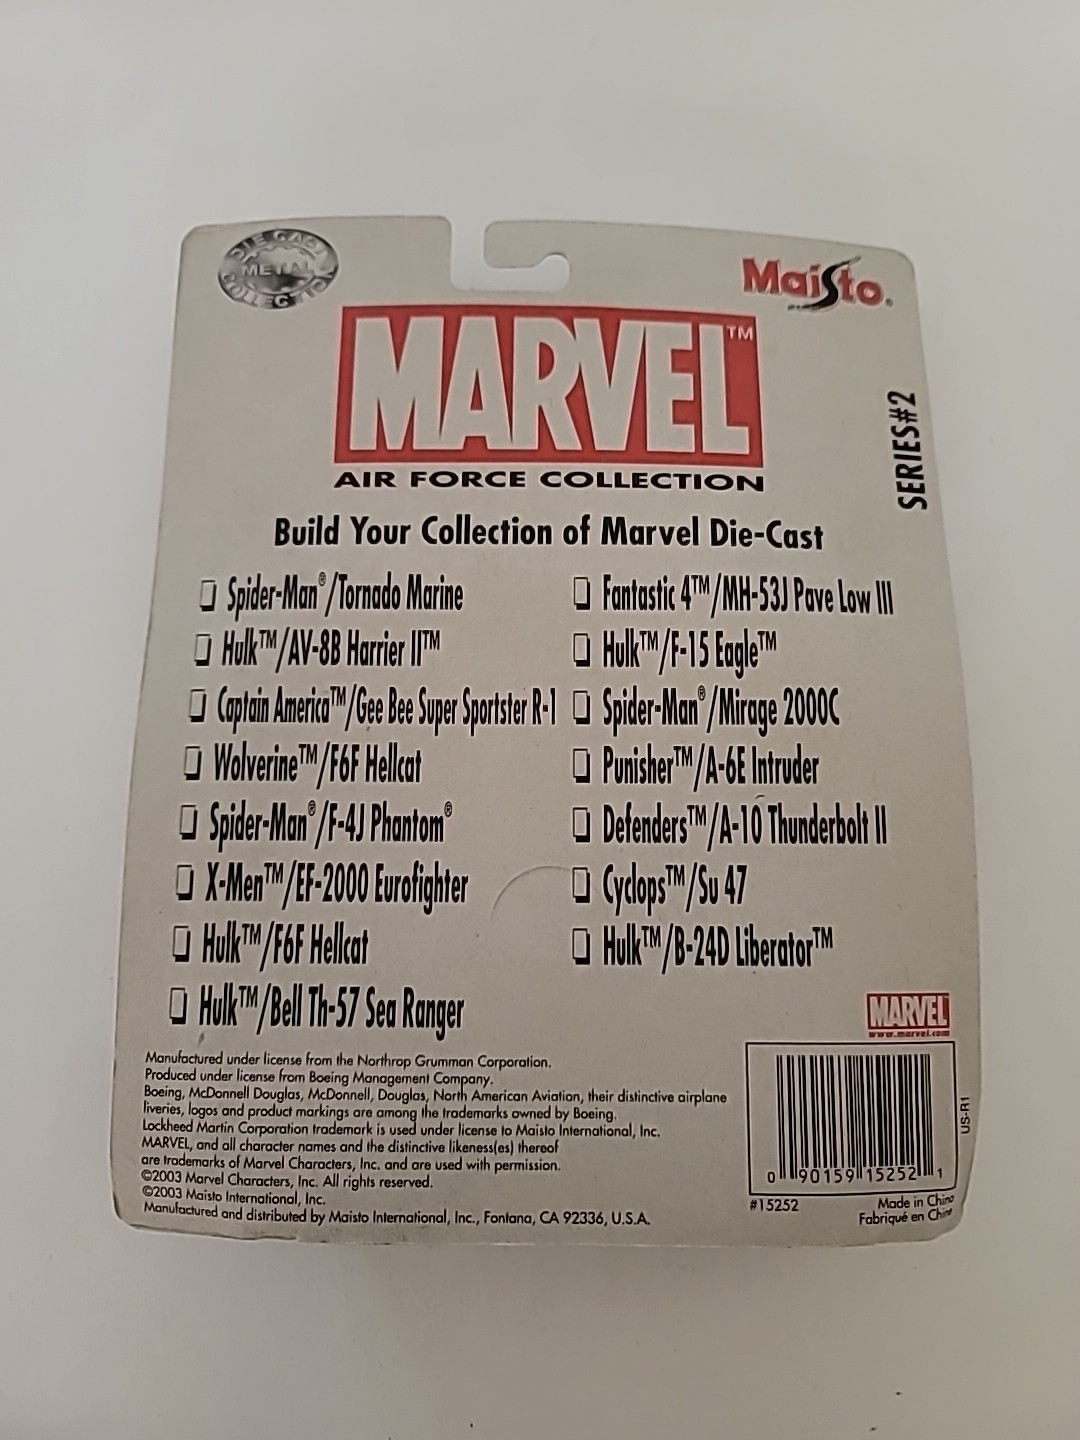 DIE CAST
METAL
COLLECTION
Maisto®
MARVEL™
AIR FORCE COLLECTION
SERIES#2
Build Your Collection of Marvel Die-Cast
Spider-Man®/Tornado Marine
Hulk™/AV-8B Harrier II™
Captain America™/Gee Bee Super Sportster R-1
Wolverine™/F6F Hellcat
Spider-Man®/F-4J Phantom®
X-Men™/EF-2000 Eurofighter
Hulk™/F6F Hellcat
Hulk™/Bell Th-57 Sea Ranger
Fantastic 4™/MH-53J Pave Low III
Hulk™/F-15 Eagle™
Spider-Man®/Mirage 2000C
Punisher™/A-6E Intruder
Defenders™/A-10 Thunderbolt II
Cyclops™/Su 47
Hulk™/B-24D Liberator™
MARVEL
www.marvel.com
Manufactured under license from the Northrop Grumman Corporation.
Produced under license from Boeing Management Company.
Boeing, McDonnell Douglas, McDonnell, Douglas, North American Aviation, their distinctive airplane
liveries, logos and product markings are among the trademarks owned by Boeing.
Lockheed Martin Corporation trademark is used under license to Maisto International, Inc.
MARVEL, and all character names and the distinctive likeness(es) thereof
are trademarks of Marvel Characters, Inc. and are used with permission.
©2003 Marvel Characters, Inc. All rights reserved.
©2003 Maisto International, Inc.
Manufactured and distributed by Maisto International, Inc., Fontana, CA 92336, U.S.A.
0 90159 15252 1
US-R1
#15252
Made in China
Fabriqué en Chine